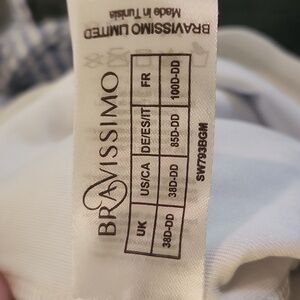 BRAVISSIMO
UK US/CA DE/ES/IT FR
38D-DD 38D-DD 85D-DD 100D-DD
SW793BGM
BRAVISSIMO LIMITED
Made in Tunisia